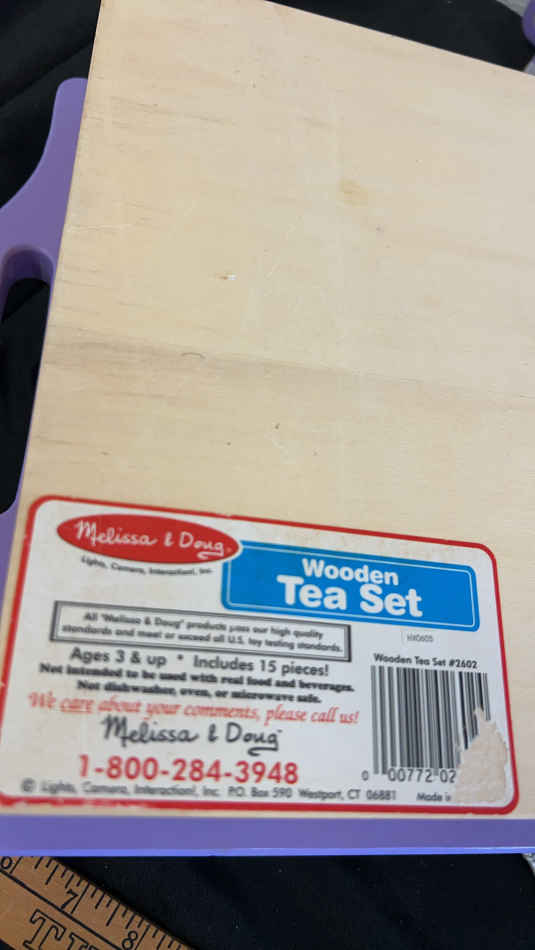 Melissa & Doug
Lights, Camera, Interaction!, Inc.
Wooden
Tea Set
All "Melissa & Doug" products pass our high quality
standards and meet or exceed all U.S. toy testing standards.
HX0605
Ages 3 & up * Includes 15 pieces!
Not intended to be used with real food and beverages.
Not dishwasher, oven, or microwave safe.
Wooden Tea Set #2602
We care about your comments, please call us!
Melissa & Doug
1-800-284-3948
0 00772 02
© Lights, Camera, Interaction!, Inc. P.O. Box 590 Westport, CT 06881 Made i
7 8